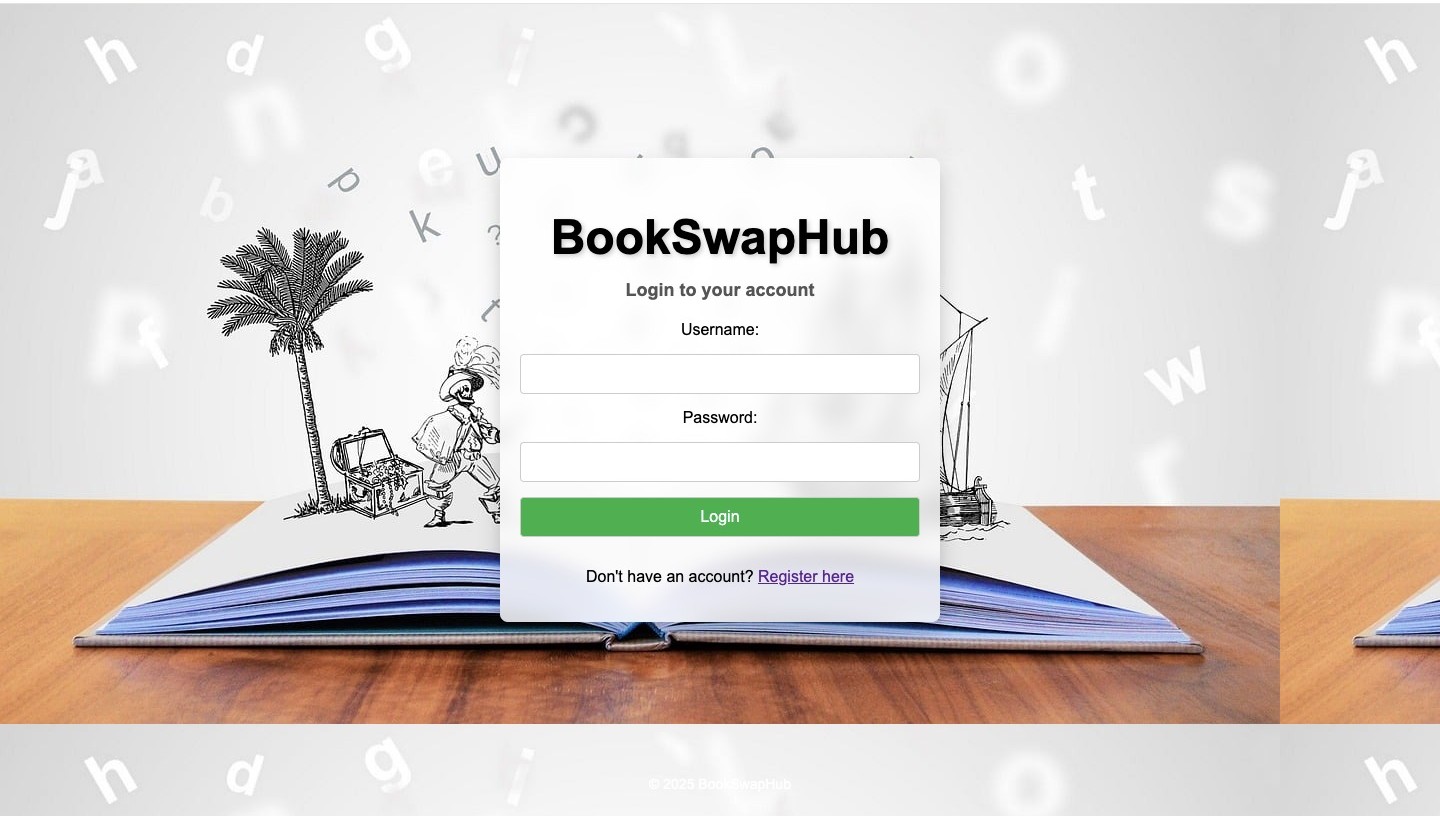 BookSwapHub
Login to your account
Username:
Password:
Login
Don't have an account? Register here
© 2025 BookSwapHub